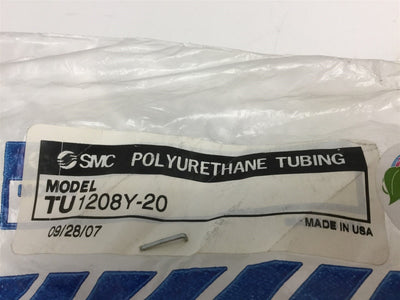 SMC POLYURETHANE TUBING
MODEL
TU1208Y-20
09/28/07 MADE IN USA